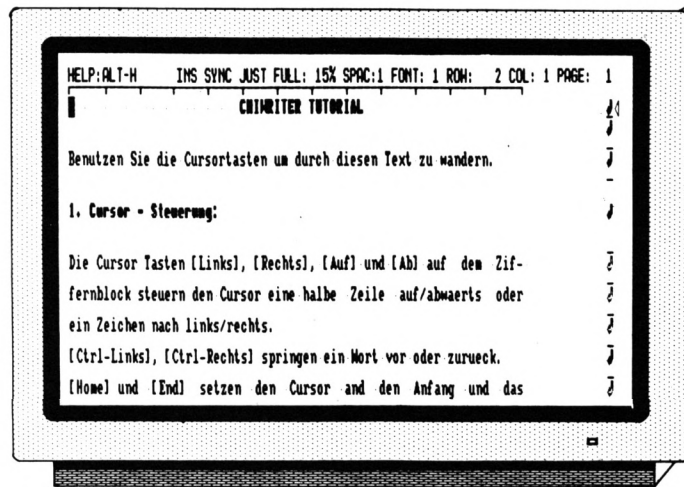 HELP:ALT-H INS SYNC JUST FULL: 15% SPAC:1 FONT: 1 ROW: 2 COL: 1 PAGE: 1
CHIWRITER TUTORIAL
Benutzen Sie die Cursortasten um durch diesen Text zu wandern.
1. Cursor - Steuerung:
Die Cursor Tasten [Links], [Rechts], [Auf] und [Ab] auf dem Zif-
fernblock steuern den Cursor eine halbe Zeile auf/abwaerts oder
ein Zeichen nach links/rechts.
[Ctrl-Links], [Ctrl-Rechts] springen ein Wort vor oder zurueck.
[Home] und [End] setzen den Cursor and den Anfang und das